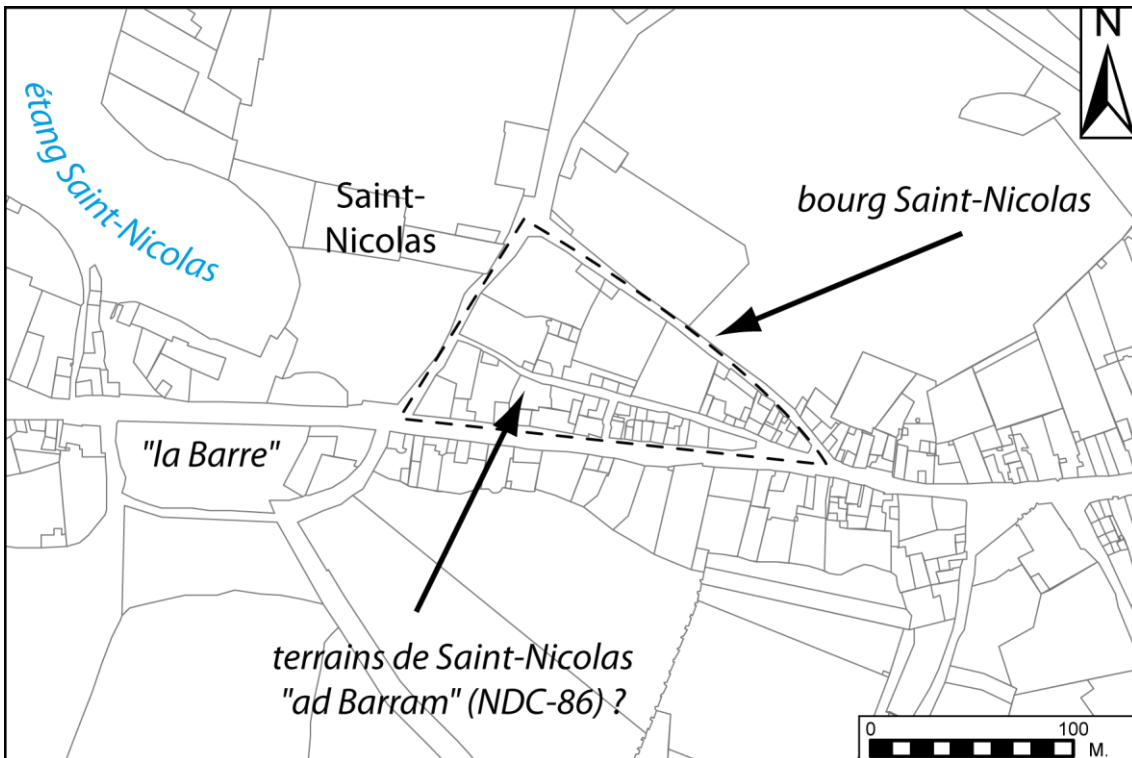 N
étang Saint-Nicolas
Saint-
Nicolas
bourg Saint-Nicolas
"la Barre"
terrains de Saint-Nicolas
"ad Barram" (NDC-86) ?
0
100
M.